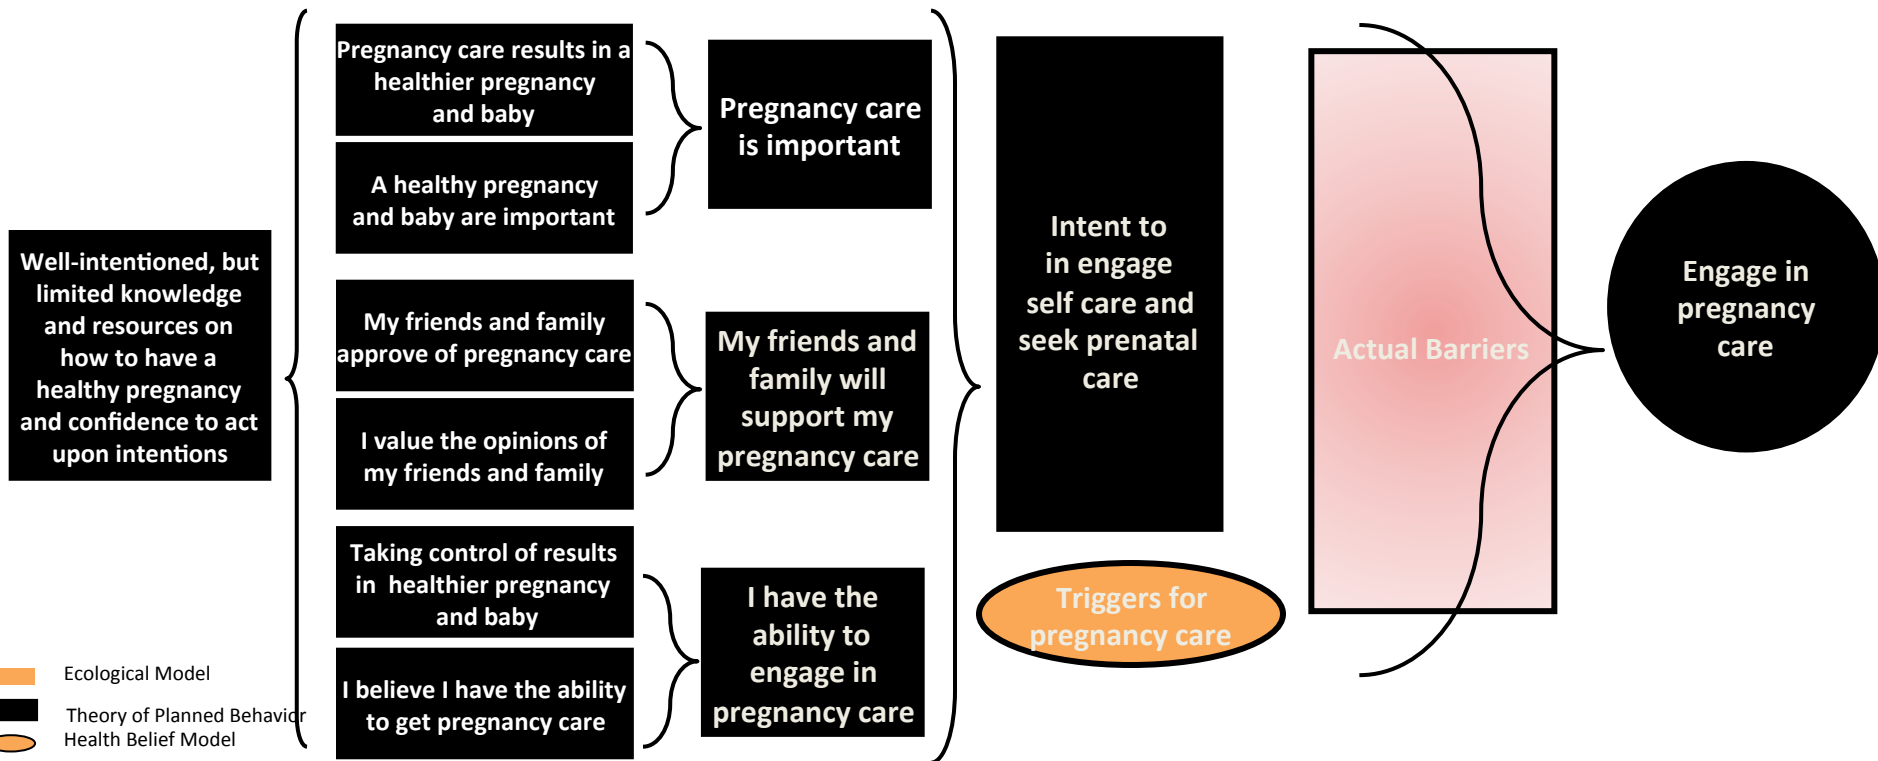 Well-intentioned, but
limited knowledge
and resources on
how to have a
healthy pregnancy
and confidence to act
upon intentions
Pregnancy care results in a
healthier pregnancy
and baby
A healthy pregnancy
and baby are important
My friends and family
approve of pregnancy care
I value the opinions of
my friends and family
Taking control of results
in healthier pregnancy
and baby
I believe I have the ability
to get pregnancy care
Pregnancy care
is important
My friends and
family will
support my
pregnancy care
I have the
ability to
engage in
pregnancy care
Intent to
in engage
self care and
seek prenatal
care
Triggers for
pregnancy care
Actual Barriers
Engage in
pregnancy
care
Ecological Model
Theory of Planned Behavior
Health Belief Model